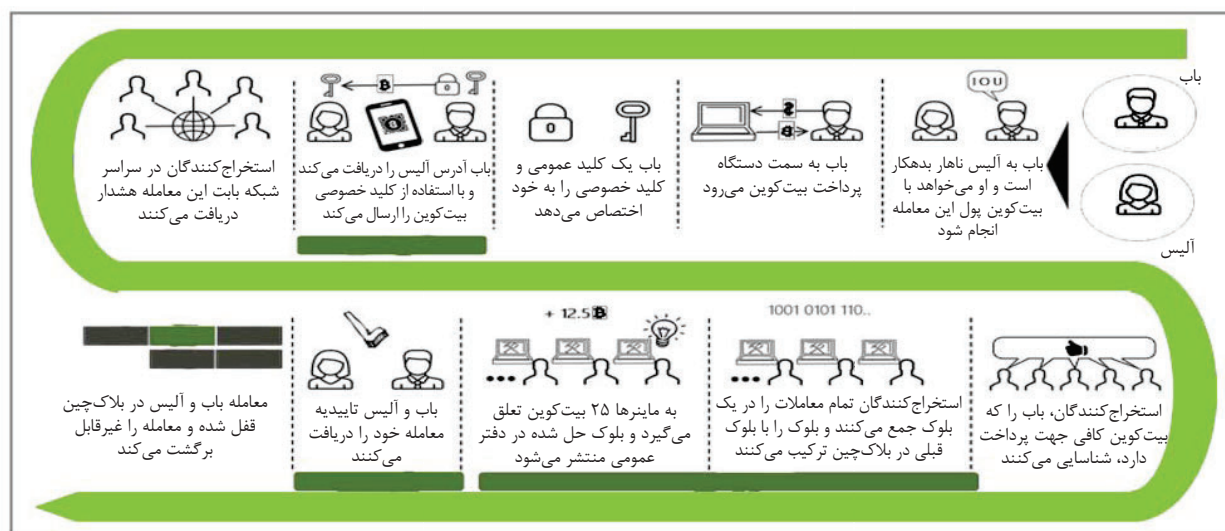 باب
آلیس
IOU
باب به آلیس ناهار بدهکار
است و او می‌خواهد با
بیت‌کوین پول این معامله
انجام شود
باب به سمت دستگاه
پرداخت بیت‌کوین می‌رود
باب یک کلید عمومی و
کلید خصوصی را به خود
اختصاص می‌دهد
باب آدرس آلیس را دریافت می‌کند
و با استفاده از کلید خصوصی
بیت‌کوین را ارسال می‌کند
استخراج‌کنندگان در سراسر
شبکه بابت این معامله هشدار
دریافت می‌کنند
استخراج‌کنندگان، باب را که
بیت‌کوین کافی جهت پرداخت
دارد، شناسایی می‌کنند
1001 0101 110..
استخراج‌کنندگان تمام معاملات را در یک
بلوک جمع می‌کنند و بلوک را با بلوک
قبلی در بلاک‌چین ترکیب می‌کنند
+ 12.5 ₿
به ماینرها ۲۵ بیت‌کوین تعلق
می‌گیرد و بلوک حل شده در دفتر
عمومی منتشر می‌شود
باب و آلیس تاییدیه
معامله خود را دریافت
می‌کنند
معامله باب و آلیس در بلاک‌چین
قفل شده و معامله را غیرقابل
برگشت می‌کند